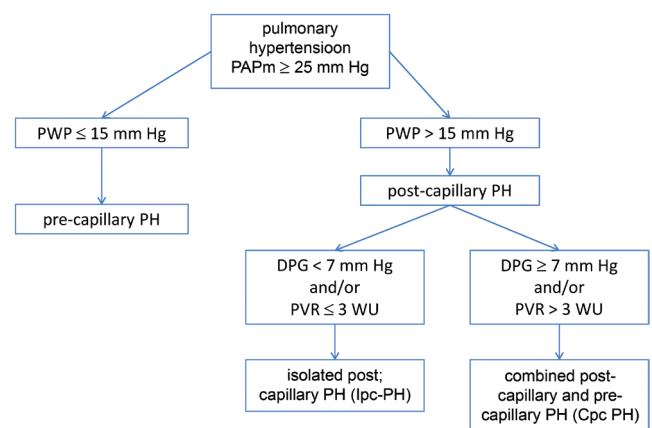 pulmonary
hypertensioon
PAPm ≥ 25 mm Hg
PWP ≤ 15 mm Hg
PWP > 15 mm Hg
pre-capillary PH
post-capillary PH
DPG < 7 mm Hg
and/or
PVR ≤ 3 WU
DPG ≥ 7 mm Hg
and/or
PVR > 3 WU
isolated post;
capillary PH (Ipc-PH)
combined post-
capillary and pre-
capillary PH (Cpc PH)